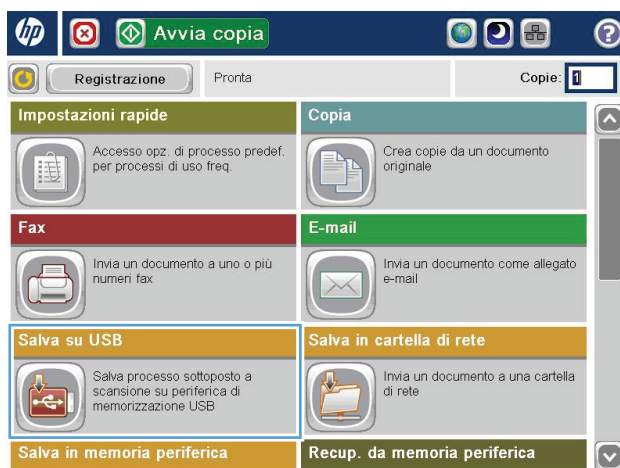 hp
Avvia copia
?
Registrazione
Pronta
Copie: 1
Impostazioni rapide
Accesso opz. di processo predef.
per processi di uso freq.
Copia
Crea copie da un documento
originale
Fax
Invia un documento a uno o più
numeri fax
E-mail
Invia un documento come allegato
e-mail
Salva su USB
Salva processo sottoposto a
scansione su periferica di
memorizzazione USB
Salva in cartella di rete
Invia un documento a una cartella
di rete
Salva in memoria periferica
Recup. da memoria periferica